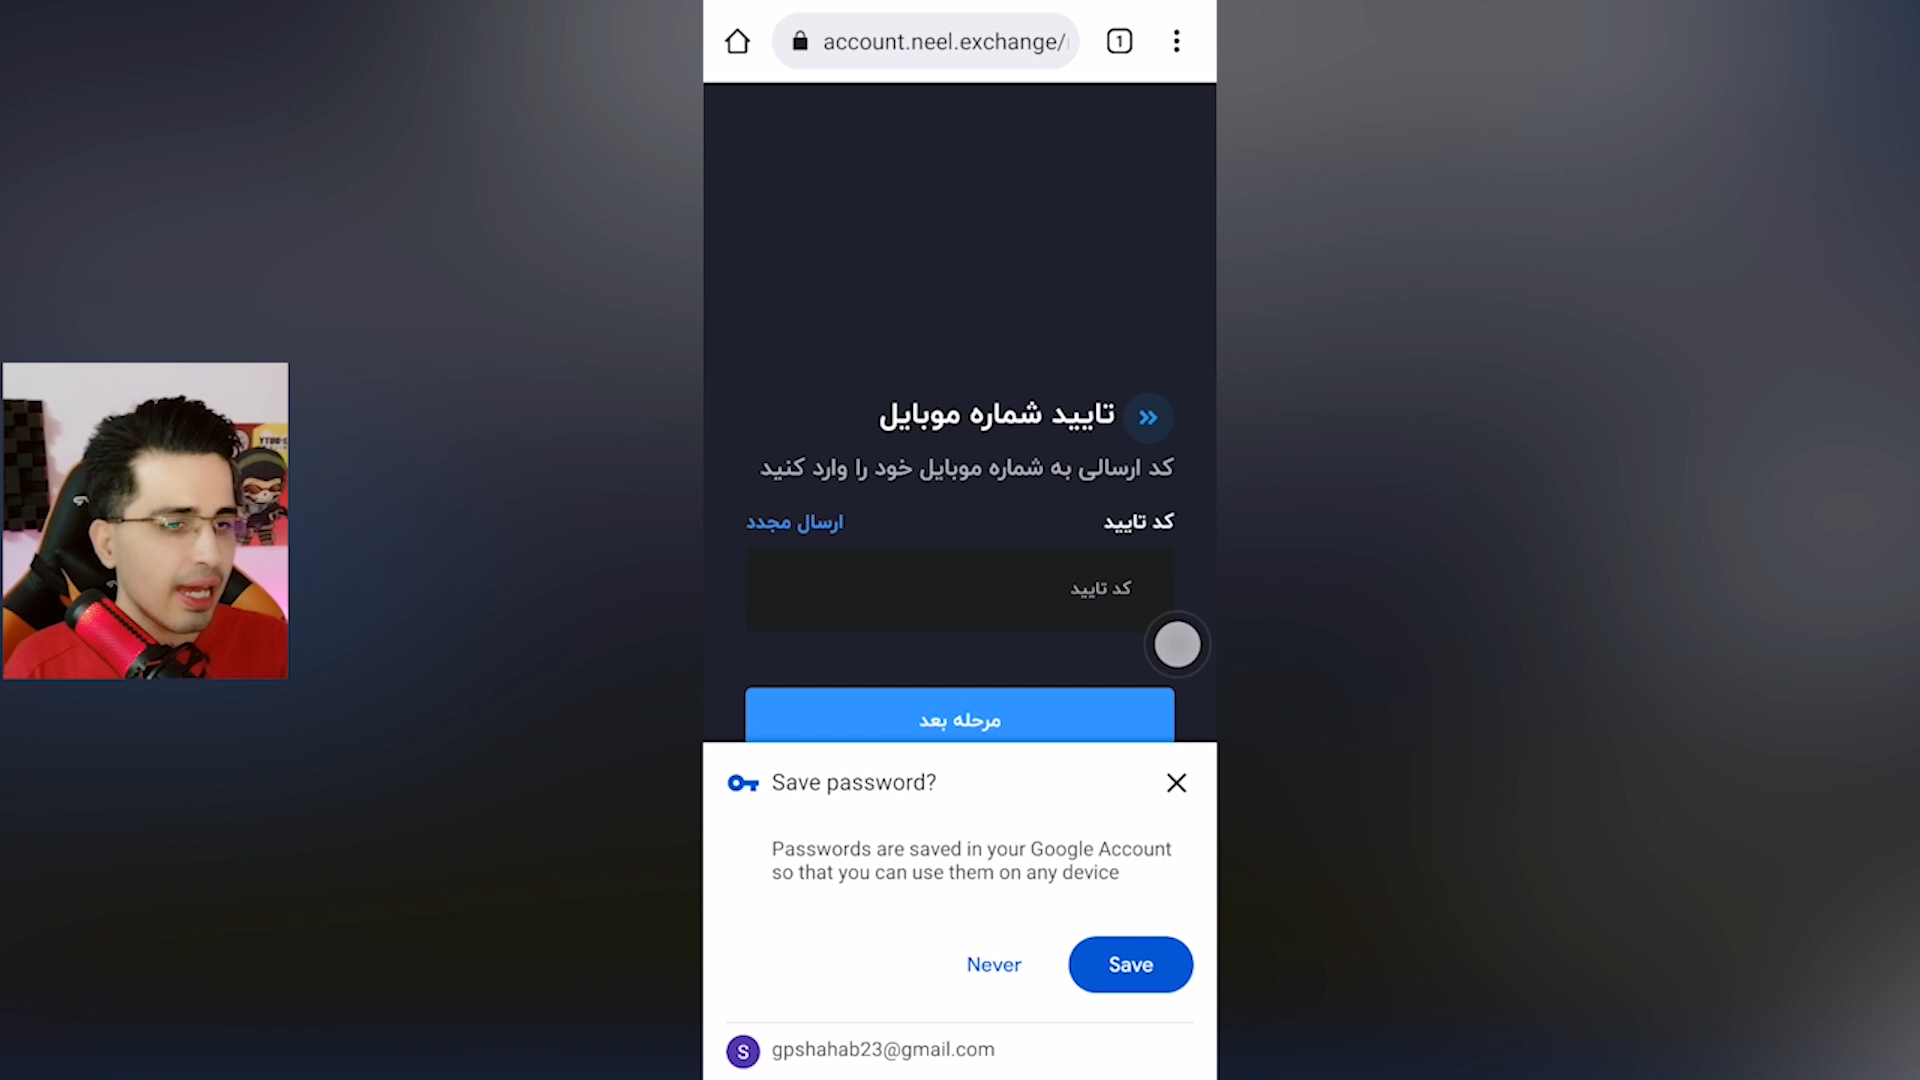 account.neel.exchange/
1
تایید شماره موبایل
کد ارسالی به شماره موبایل خود را وارد کنید
کد تایید
ارسال مجدد
کد تایید
مرحله بعد
Save password?
Passwords are saved in your Google Account
so that you can use them on any device
Never
Save
S
gpshahab23@gmail.com